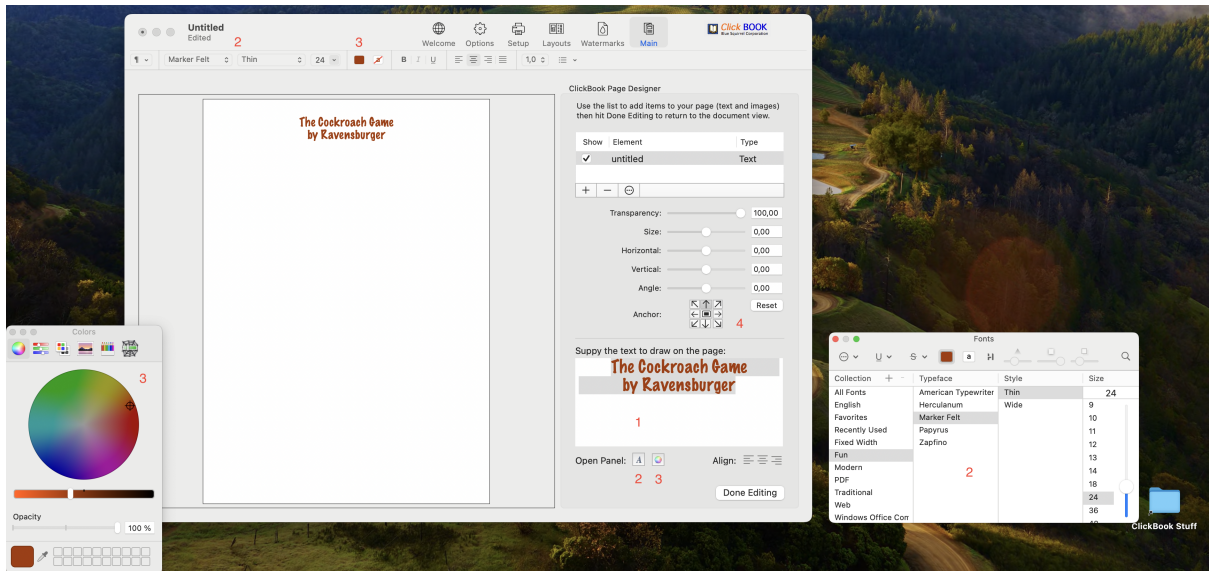 Untitled
Edited
2
3
Welcome
Options
Setup
Layouts
Watermarks
Main
Click BOOK
Blue Squirrel Corporation
¶
Marker Felt
Thin
24
a
B I U
1,0
The Cockroach Game
by Ravensburger
ClickBook Page Designer
Use the list to add items to your page (text and images)
then hit Done Editing to return to the document view.
Show Element Type
untitled Text
+ −
Transparency: 100,00
Size: 0,00
Horizontal: 0,00
Vertical: 0,00
Angle: 0,00
Reset
Anchor:
4
Suppy the text to draw on the page:
The Cockroach Game
by Ravensburger
1
Open Panel: A Align:
2 3
Done Editing
Colors
3
Opacity
100 %
Fonts
U S a A
Collection + Typeface Style Size
All Fonts American Typewriter Thin 24
English Herculanum Wide 9
Favorites Marker Felt 10
Recently Used Papyrus 11
Fixed Width Zapfino 12
Fun 13
Modern 14
PDF 18
Traditional 24
Web 36
Windows Office Com 48
2
ClickBook Stuff